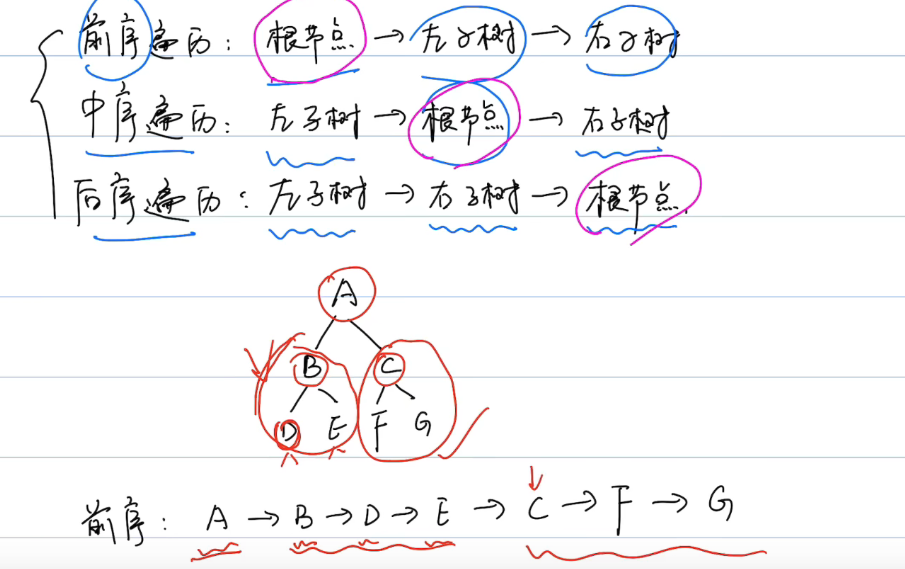 前序遍历：根节点→左子树→右子树
中序遍历：左子树→根节点→右子树
后序遍历：左子树→右子树→根节点
A
B C
D E F G
前序：A→B→D→E→C→F→G